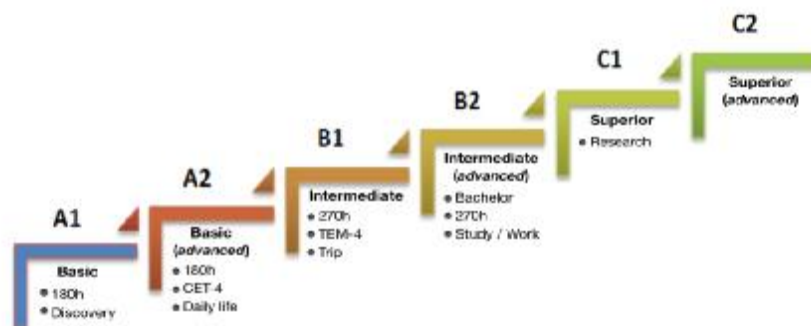 A1
Basic
180h
Discovery
A2
Basic
(advanced)
180h
CET-4
Daily life
B1
Intermediate
270h
TEM-4
Trip
B2
Intermediate
(advanced)
Bachelor
270h
Study / Work
C1
Superior
Research
C2
Superior
(advanced)